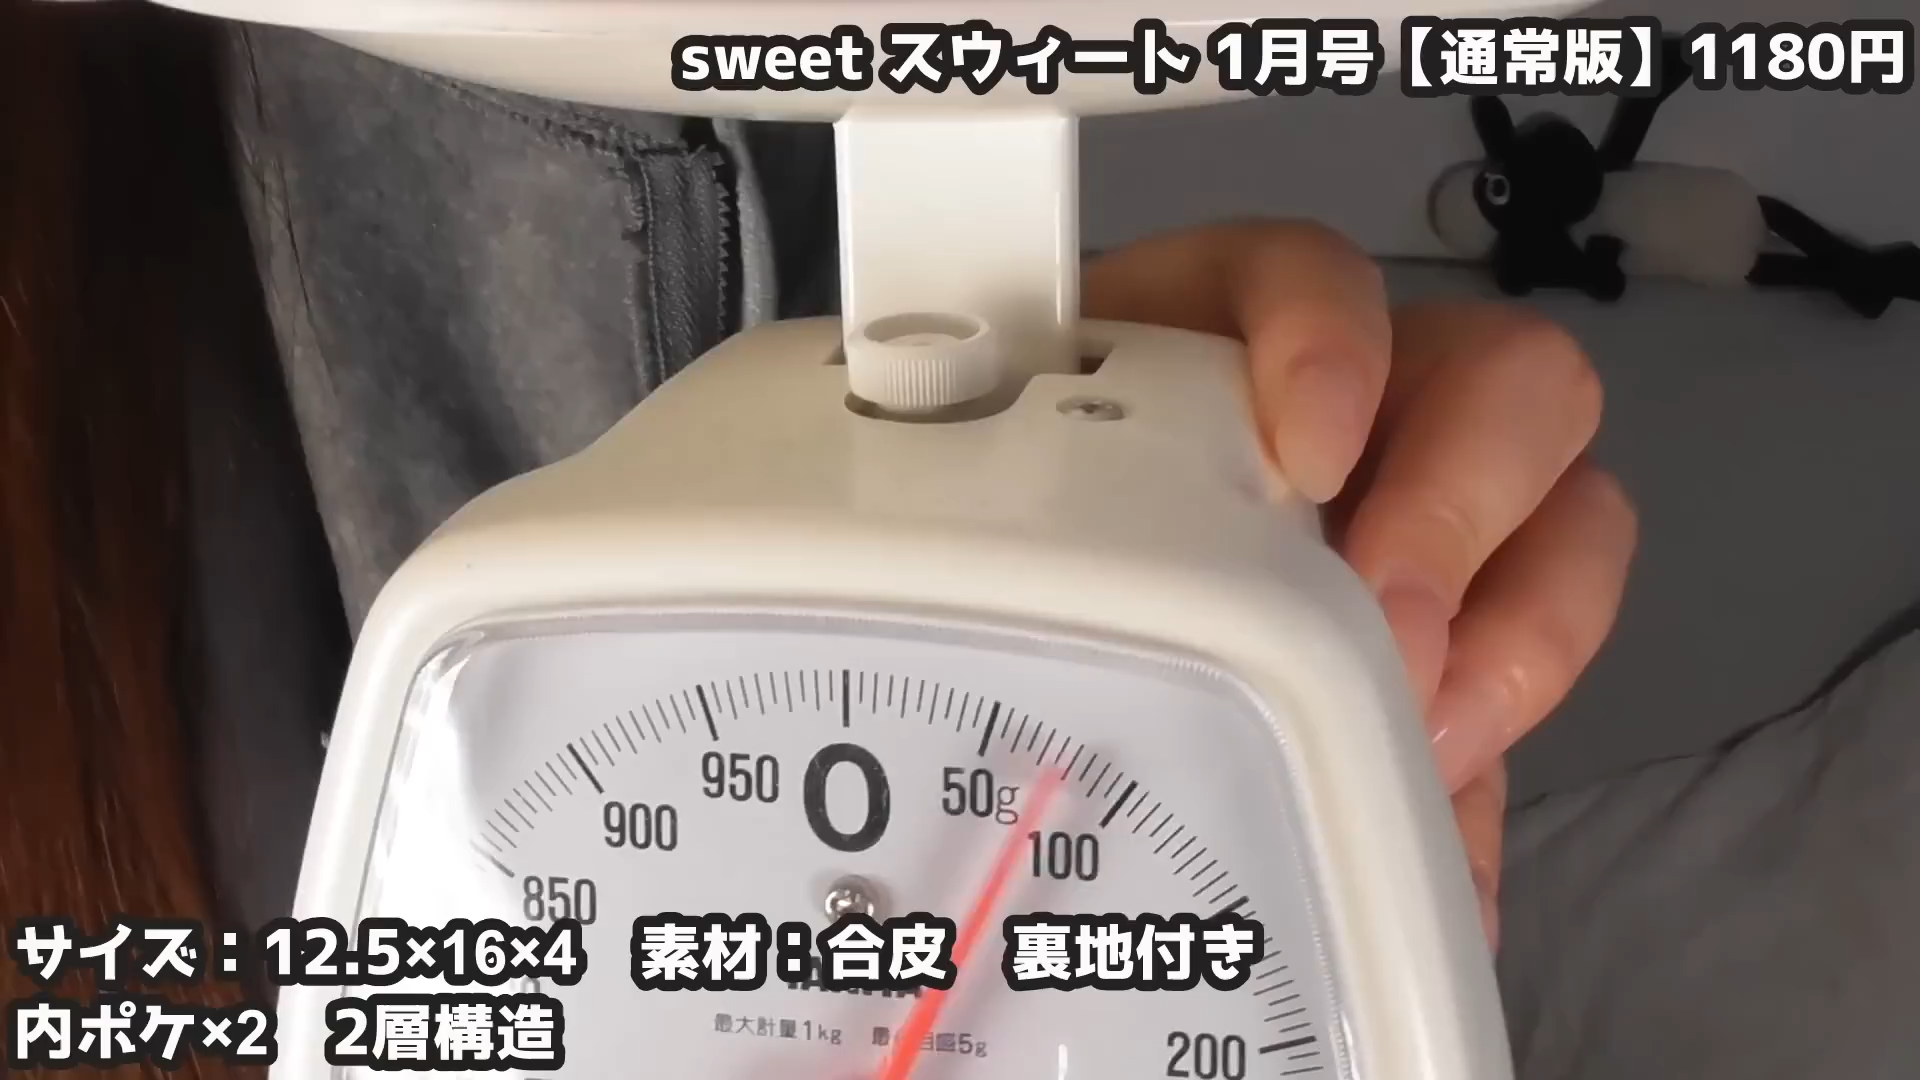 sweet スウィート 1月号【通常版】1180円
950
0
50g
900
100
850
サイズ：12.5×16×4　素材：合皮　裏地付き
内ポケ×2　2層構造
最大計量1kg
5g
200